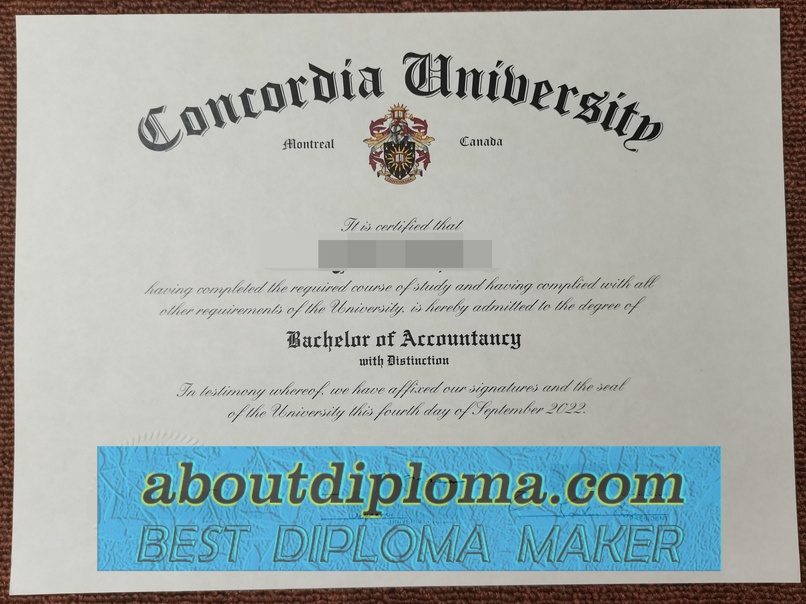 Concordia University
Montreal Canada
It is certified that
having completed the required course of study and having complied with all
other requirements of the University, is hereby admitted to the degree of
Bachelor of Accountancy
with Distinction
In testimony whereof, we have affixed our signatures and the seal
of the University this fourth day of September 2022.
aboutdiploma.com
BEST DIPLOMA MAKER